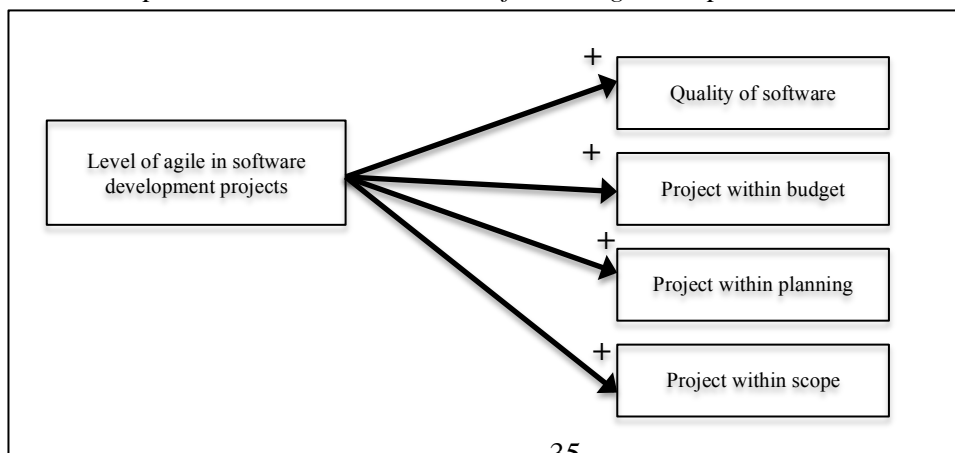 +
Quality of software
Level of agile in software
development projects
+
Project within budget
+
Project within planning
+
Project within scope